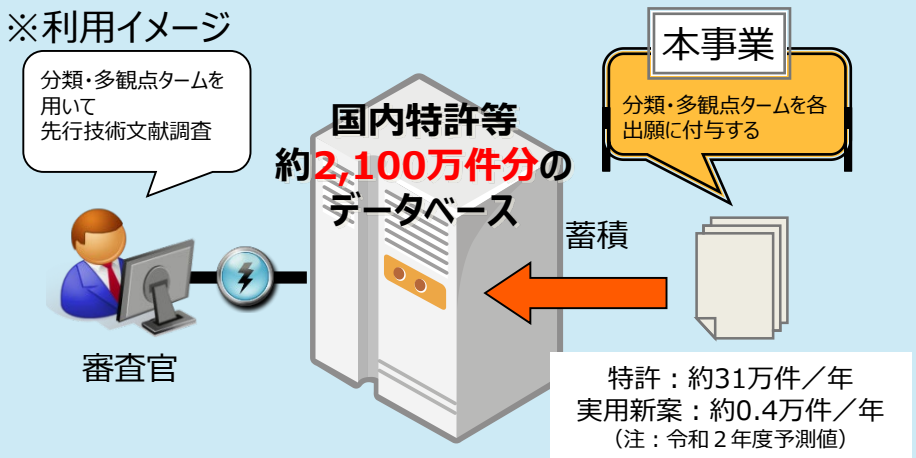 ※利用イメージ
分類・多観点タームを
用いて
先行技術文献調査
国内特許等
約2,100万件分の
データベース
本事業
分類・多観点タームを各
出願に付与する
蓄積
審査官
特許：約31万件／年
実用新案：約0.4万件／年
（注：令和２年度予測値）